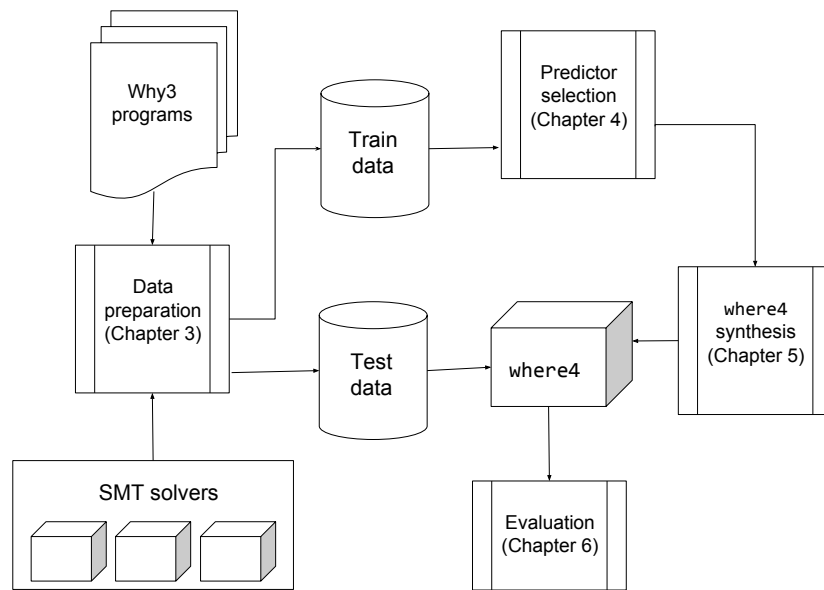 Why3
programs
Train
data
Predictor
selection
(Chapter 4)
Data
preparation
(Chapter 3)
Test
data
where4
where4
synthesis
(Chapter 5)
SMT solvers
Evaluation
(Chapter 6)